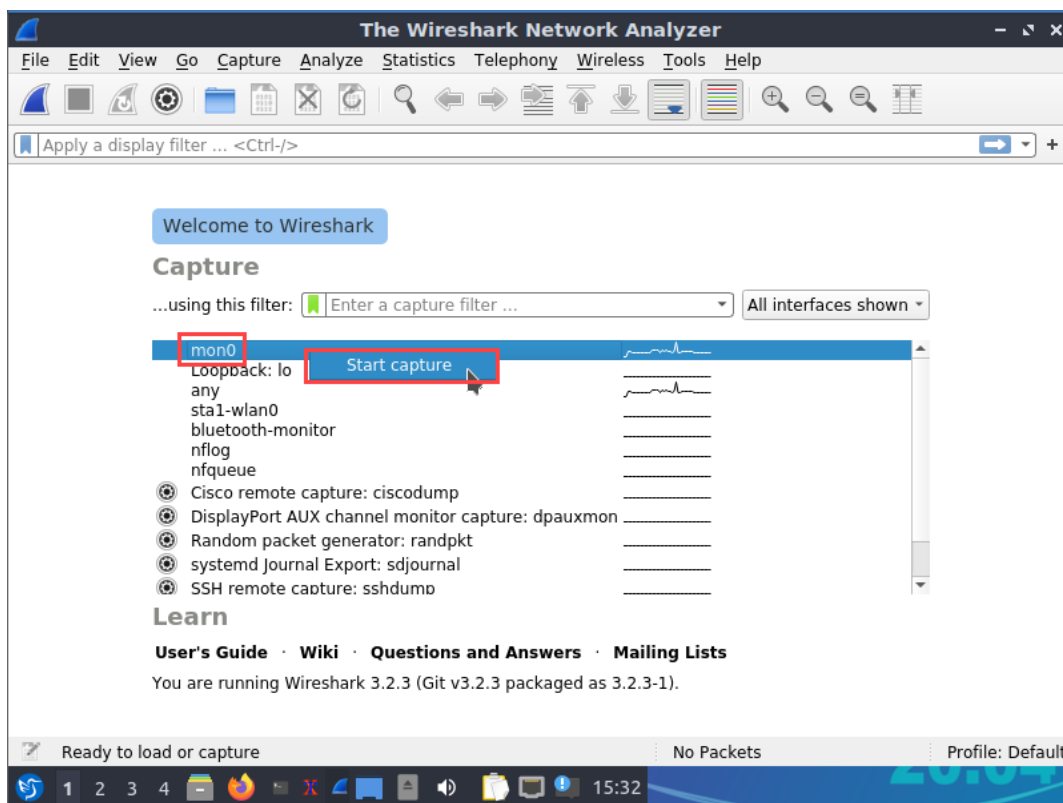 The Wireshark Network Analyzer
File Edit View Go Capture Analyze Statistics Telephony Wireless Tools Help
Apply a display filter ... <Ctrl-/>
+
Welcome to Wireshark
Capture
...using this filter: Enter a capture filter ... All interfaces shown
mon0
Start capture
Loopback: lo
any
sta1-wlan0
bluetooth-monitor
nflog
nfqueue
Cisco remote capture: ciscodump
DisplayPort AUX channel monitor capture: dpauxmon
Random packet generator: randpkt
systemd Journal Export: sdjournal
SSH remote capture: sshdump
Learn
User's Guide · Wiki · Questions and Answers · Mailing Lists
You are running Wireshark 3.2.3 (Git v3.2.3 packaged as 3.2.3-1).
Ready to load or capture No Packets Profile: Default
1 2 3 4 15:32
20.04